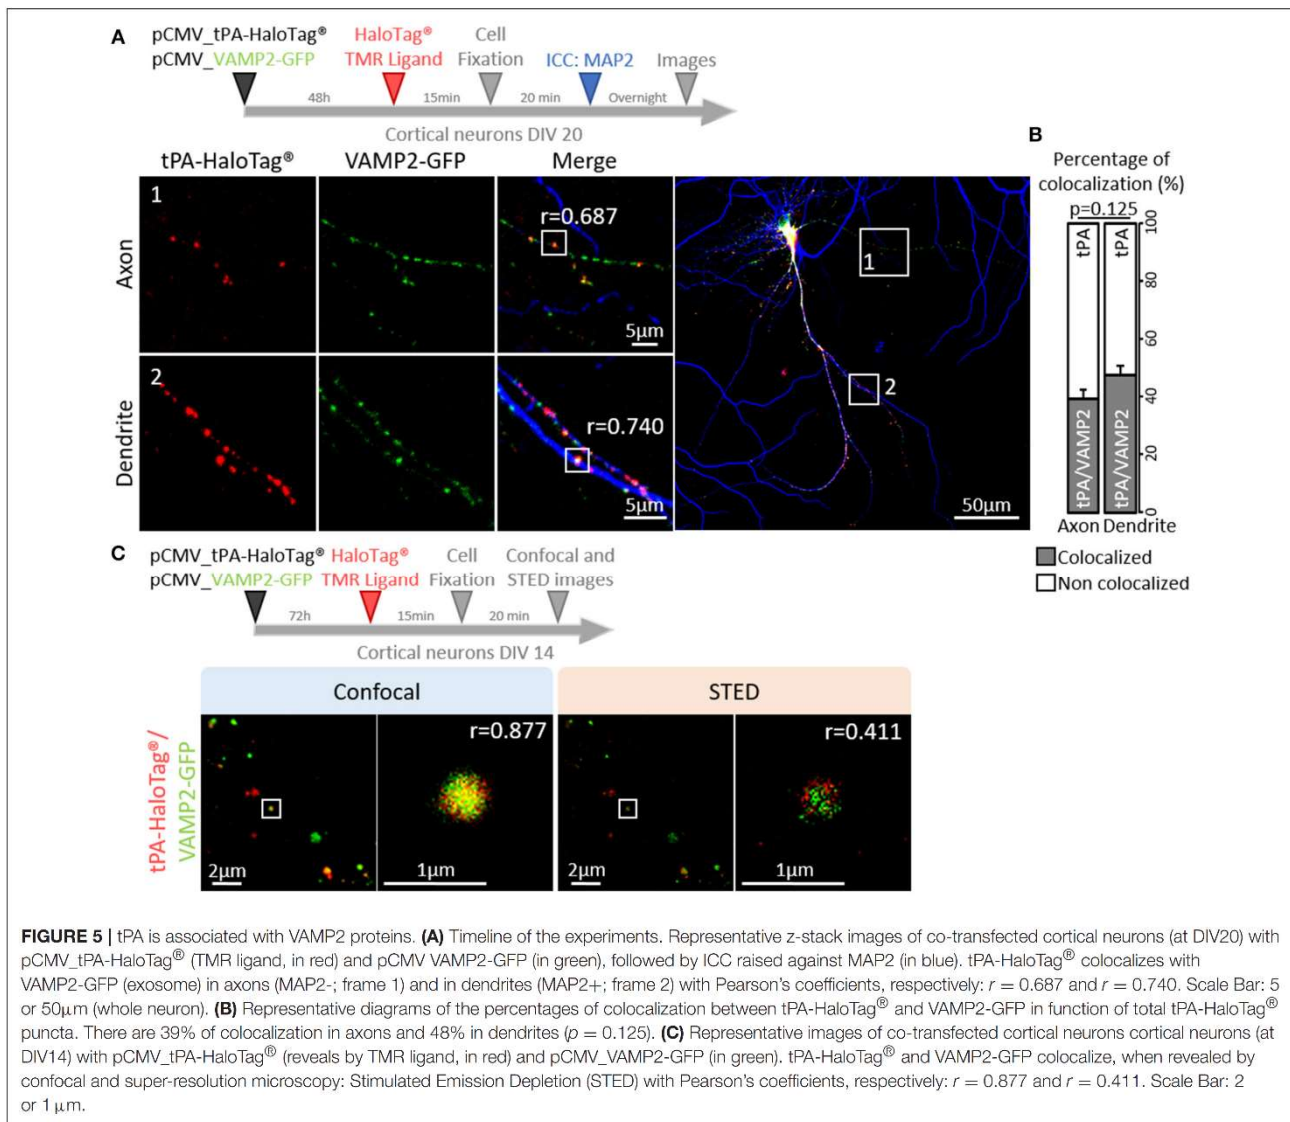 A
pCMV_tPA-HaloTag® HaloTag® Cell
pCMV_VAMP2-GFP TMR Ligand Fixation ICC: MAP2 Images
48h 15min 20 min Overnight
Cortical neurons DIV 20
tPA-HaloTag® VAMP2-GFP Merge
Axon
1
r=0.687
5µm
Dendrite
2
r=0.740
5µm
1
2
50µm
B
Percentage of
colocalization (%)
p=0.125
tPA tPA
tPA/VAMP2 tPA/VAMP2
100
80
60
40
20
0
Axon Dendrite
Colocalized
Non colocalized
C
pCMV_tPA-HaloTag® HaloTag® Cell Confocal and
pCMV_VAMP2-GFP TMR Ligand Fixation STED images
72h 15min 20 min
Cortical neurons DIV 14
Confocal STED
tPA-HaloTag®/
VAMP2-GFP
r=0.877 r=0.411
2µm 1µm 2µm 1µm
FIGURE 5 | tPA is associated with VAMP2 proteins. (A) Timeline of the experiments. Representative z-stack images of co-transfected cortical neurons (at DIV20) with
pCMV_tPA-HaloTag® (TMR ligand, in red) and pCMV VAMP2-GFP (in green), followed by ICC raised against MAP2 (in blue). tPA-HaloTag® colocalizes with
VAMP2-GFP (exosome) in axons (MAP2-; frame 1) and in dendrites (MAP2+; frame 2) with Pearson's coefficients, respectively: r = 0.687 and r = 0.740. Scale Bar: 5
or 50µm (whole neuron). (B) Representative diagrams of the percentages of colocalization between tPA-HaloTag® and VAMP2-GFP in function of total tPA-HaloTag®
puncta. There are 39% of colocalization in axons and 48% in dendrites (p = 0.125). (C) Representative images of co-transfected cortical neurons cortical neurons (at
DIV14) with pCMV_tPA-HaloTag® (reveals by TMR ligand, in red) and pCMV_VAMP2-GFP (in green). tPA-HaloTag® and VAMP2-GFP colocalize, when revealed by
confocal and super-resolution microscopy: Stimulated Emission Depletion (STED) with Pearson's coefficients, respectively: r = 0.877 and r = 0.411. Scale Bar: 2
or 1 µm.